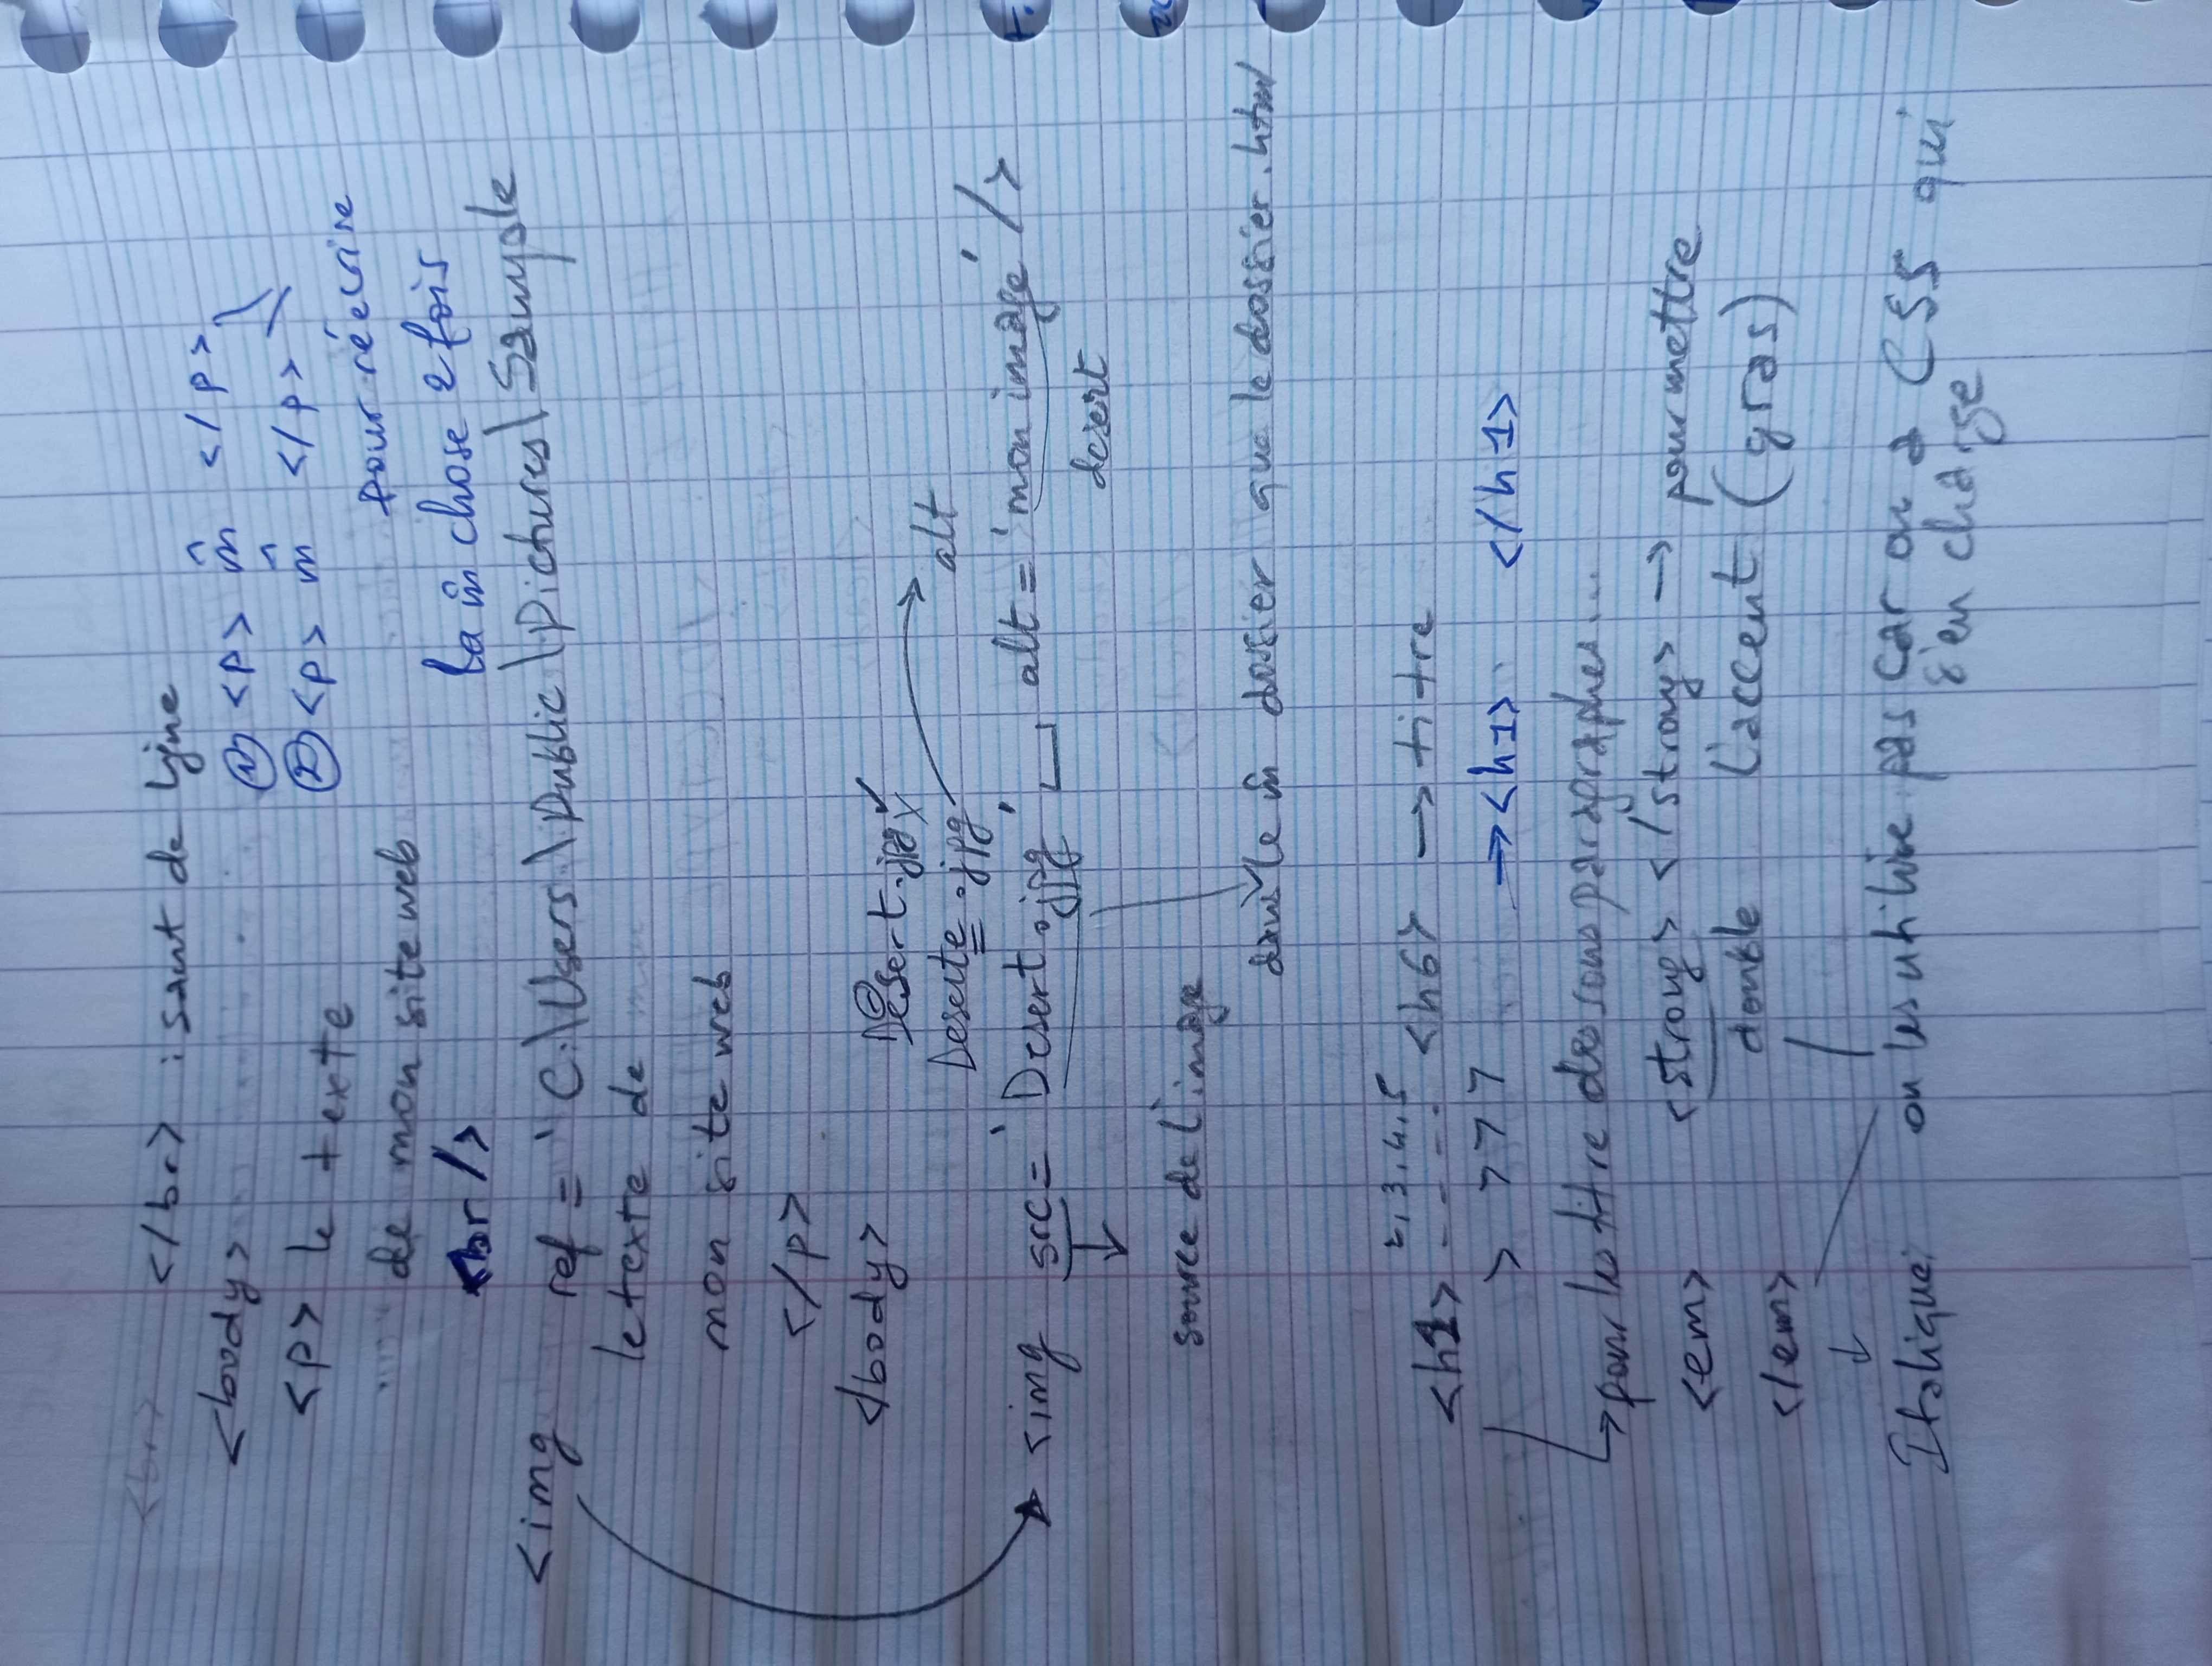 <br>
</br> : saut de ligne
<body>
① <p> m̂ </p>
<p> le texte
② <p> m̂ </p>
de mon site web
pour réécrire
<br/>
la m̂ chose 2 fois
<img ref = 'C:\Users\Public\Pictures\Sample
le texte de
mon site web
</p>
</body>
Desert.jpg
Deserte.jpg
alt
<img src = 'Desert.jpg' alt = 'mon image' />
desert
source de l'image
dans le m̂ dossier que le dossier.html
2, 3, 4, 5
<h1> - - - - <h6> → titre
→ <h1> </h1>
→ pour les titre des sous paragraphes...
<em>
<strong> </strong> → pour mettre
</em>
double l'accent (gras)
Italique
on les utilise pas car on a CSS qui
s'en charge